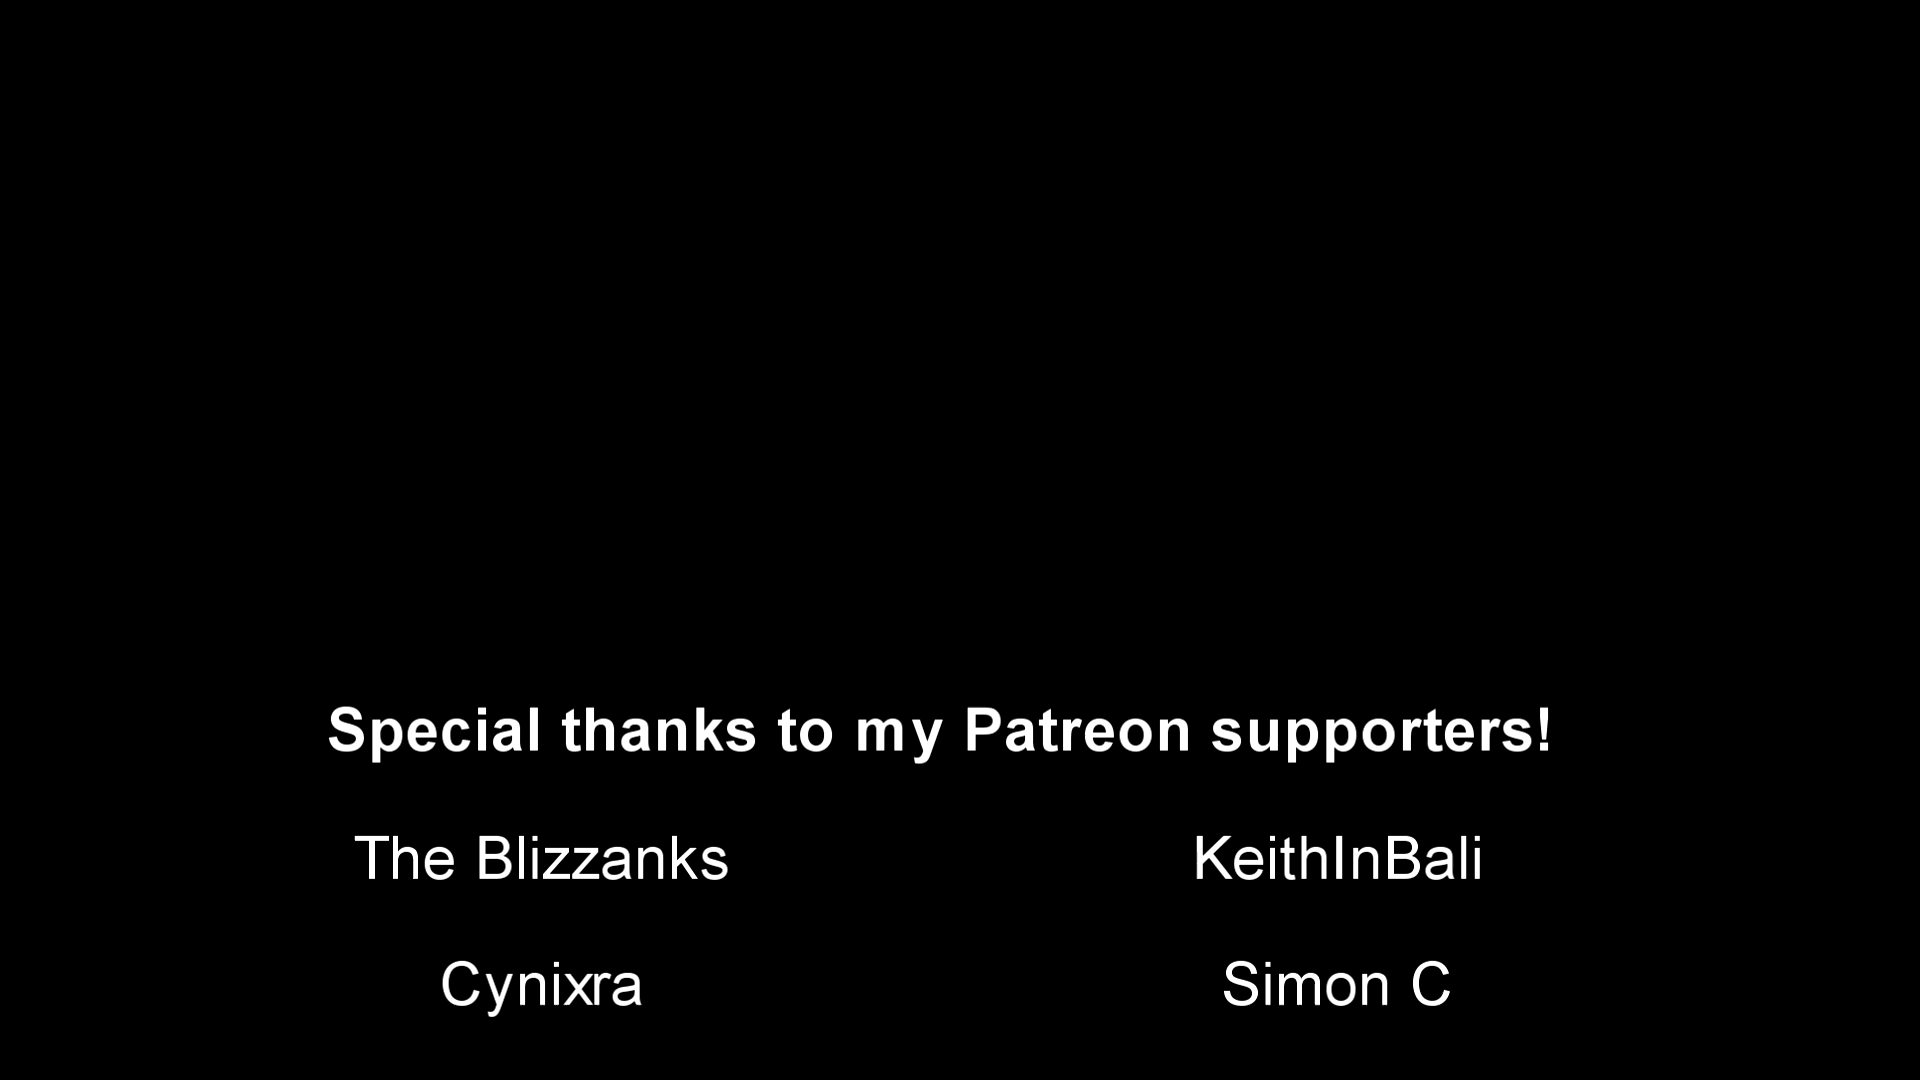 Special thanks to my Patreon supporters!
The Blizzanks KeithInBali
Cynixra Simon C